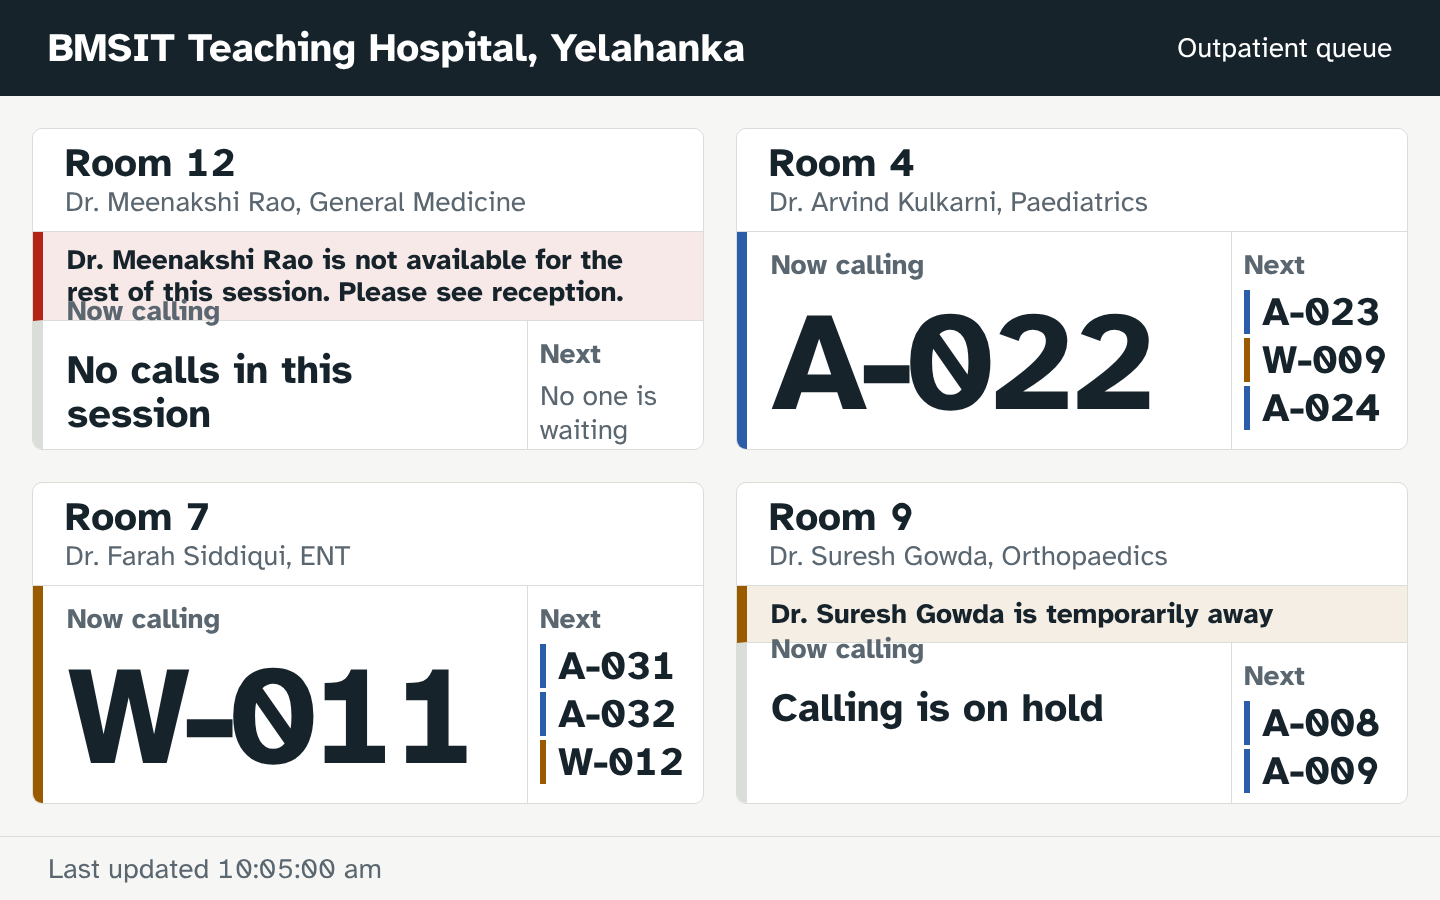 BMSIT Teaching Hospital, Yelahanka
Outpatient queue
Room 12
Dr. Meenakshi Rao, General Medicine
Dr. Meenakshi Rao is not available for the
rest of this session. Please see reception.
Now calling
No calls in this
session
Next
No one is
waiting
Room 4
Dr. Arvind Kulkarni, Paediatrics
Now calling
A-022
Next
A-023
W-009
A-024
Room 7
Dr. Farah Siddiqui, ENT
Now calling
W-011
Next
A-031
A-032
W-012
Room 9
Dr. Suresh Gowda, Orthopaedics
Dr. Suresh Gowda is temporarily away
Now calling
Calling is on hold
Next
A-008
A-009
Last updated 10:05:00 am